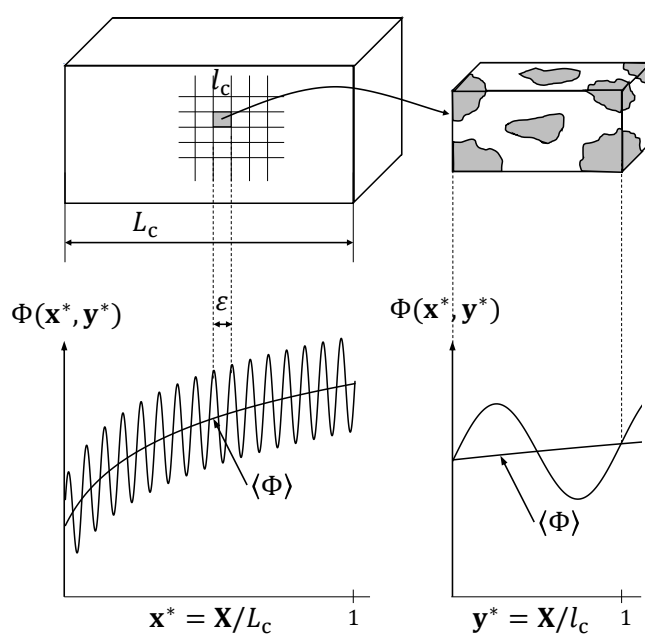 l_c
L_c
ε
Φ(x*, y*)
Φ(x*, y*)
⟨Φ⟩
⟨Φ⟩
x* = X/L_c
1
y* = X/l_c
1